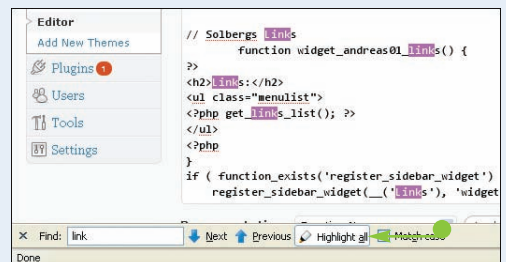 Editor
Add New Themes
Plugins 1
Users
Tools
Settings
// Solbergs Links
function widget_andreas01_links() {
?>
<h2>Links:</h2>
<ul class="menulist">
<?php get_links_list(); ?>
</ul>
<?php
}
if ( function_exists('register_sidebar_widget')
register_sidebar_widget(__('Links'), 'widget
× Find: link Next Previous Highlight all Match case
Done